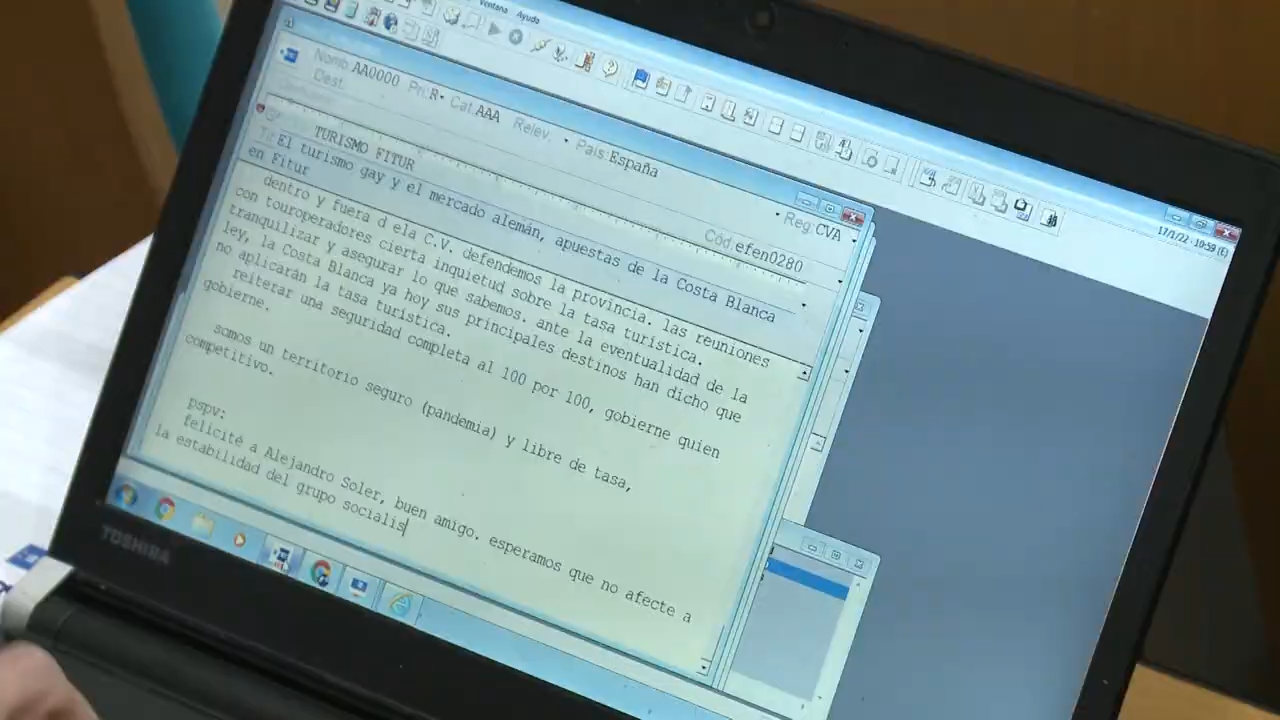 Ventana Ayuda
17/1/22 - 10:59 (E)
Nomb: AA0000 Pri: R Cat: AAA Relev. País: España Reg: CVA
Dest. Cód: efen0280
TURISMO FITUR
Tít: El turismo gay y el mercado alemán, apuestas de la Costa Blanca
en Fitur
dentro y fuera d ela C.V. defendemos la provincia. las reuniones
con touroperadores cierta inquietud sobre la tasa turística.
tranquilizar y asegurar lo que sabemos. ante la eventualidad de la
ley, la Costa Blanca ya hoy sus principales destinos han dicho que
no aplicarán la tasa turística.
reiterar una seguridad completa al 100 por 100, gobierne quien
gobierne.
somos un territorio seguro (pandemia) y libre de tasa,
competitivo.
pspv:
felicité a Alejandro Soler, buen amigo. esperamos que no afecte a
la estabilidad del grupo socialis
TOSHIBA